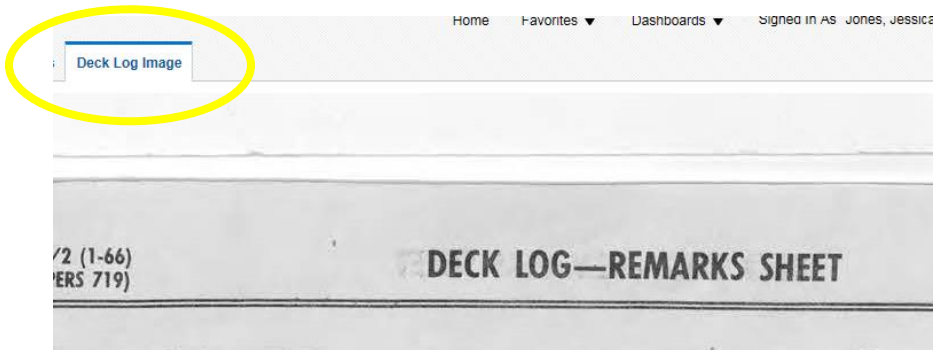 Home Favorites ▼ Dashboards ▼ Signed In As Jones, Jessica
Deck Log Image
/2 (1-66)
DECK LOG—REMARKS SHEET
ERS 719)